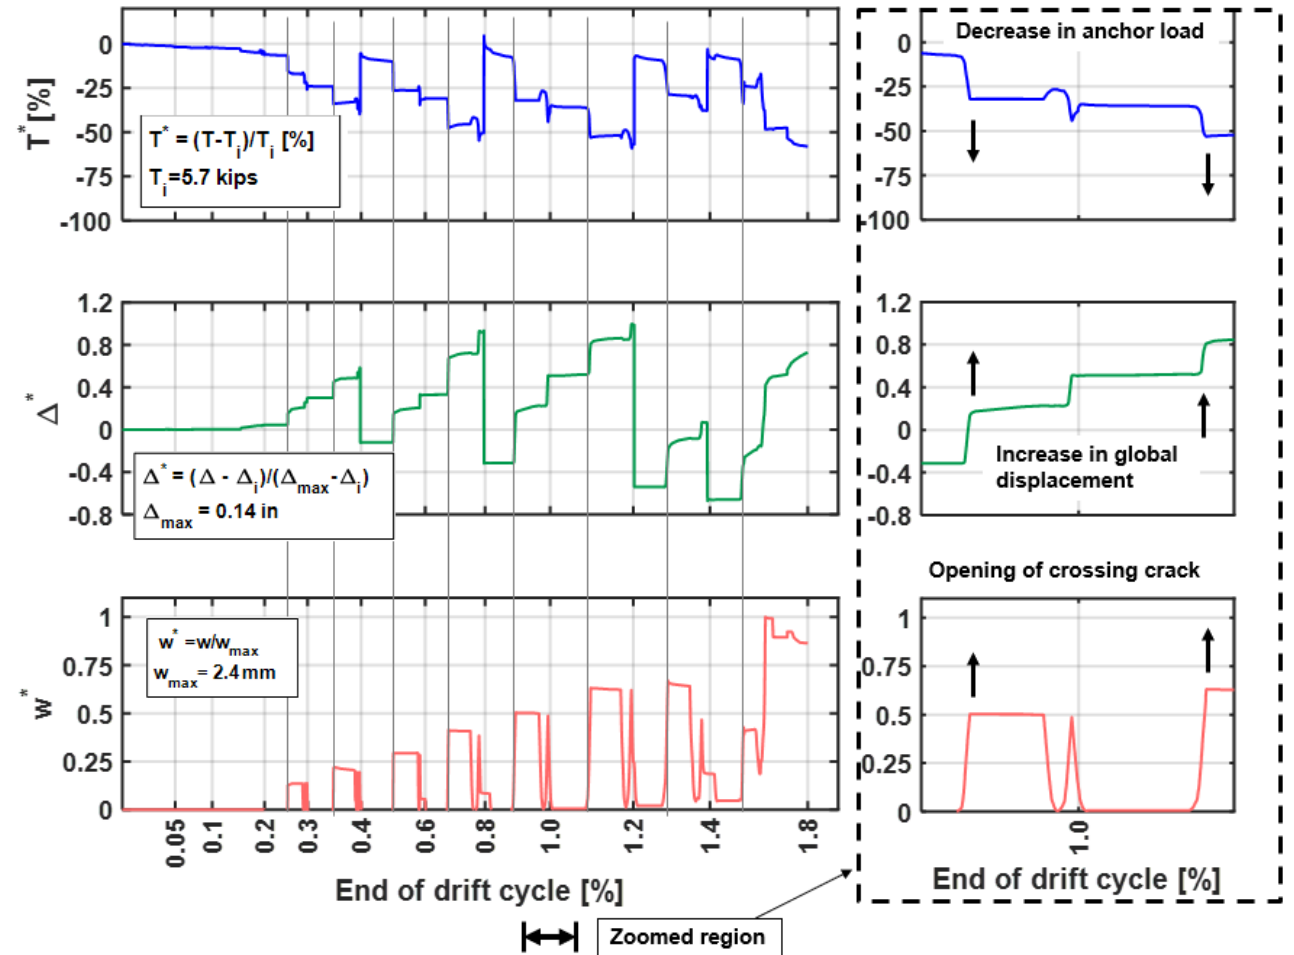 T* [%]
0
-25
-50
-75
-100
T* = (T-Ti)/Ti [%]
Ti=5.7 kips
Decrease in anchor load
0
-25
-50
-75
-100
Δ*
1.2
0.8
0.4
0
-0.4
-0.8
Δ* = (Δ - Δi)/(Δmax-Δi)
Δmax = 0.14 in
1.2
0.8
0.4
0
-0.4
-0.8
Increase in global
displacement
Opening of crossing crack
w*
1
0.75
0.5
0.25
0
w* =w/wmax
wmax= 2.4 mm
0.05 0.1 0.2 0.3 0.4 0.6 0.8 1.0 1.2 1.4 1.8
End of drift cycle [%]
1
0.75
0.5
0.25
0
1.0
End of drift cycle [%]
Zoomed region